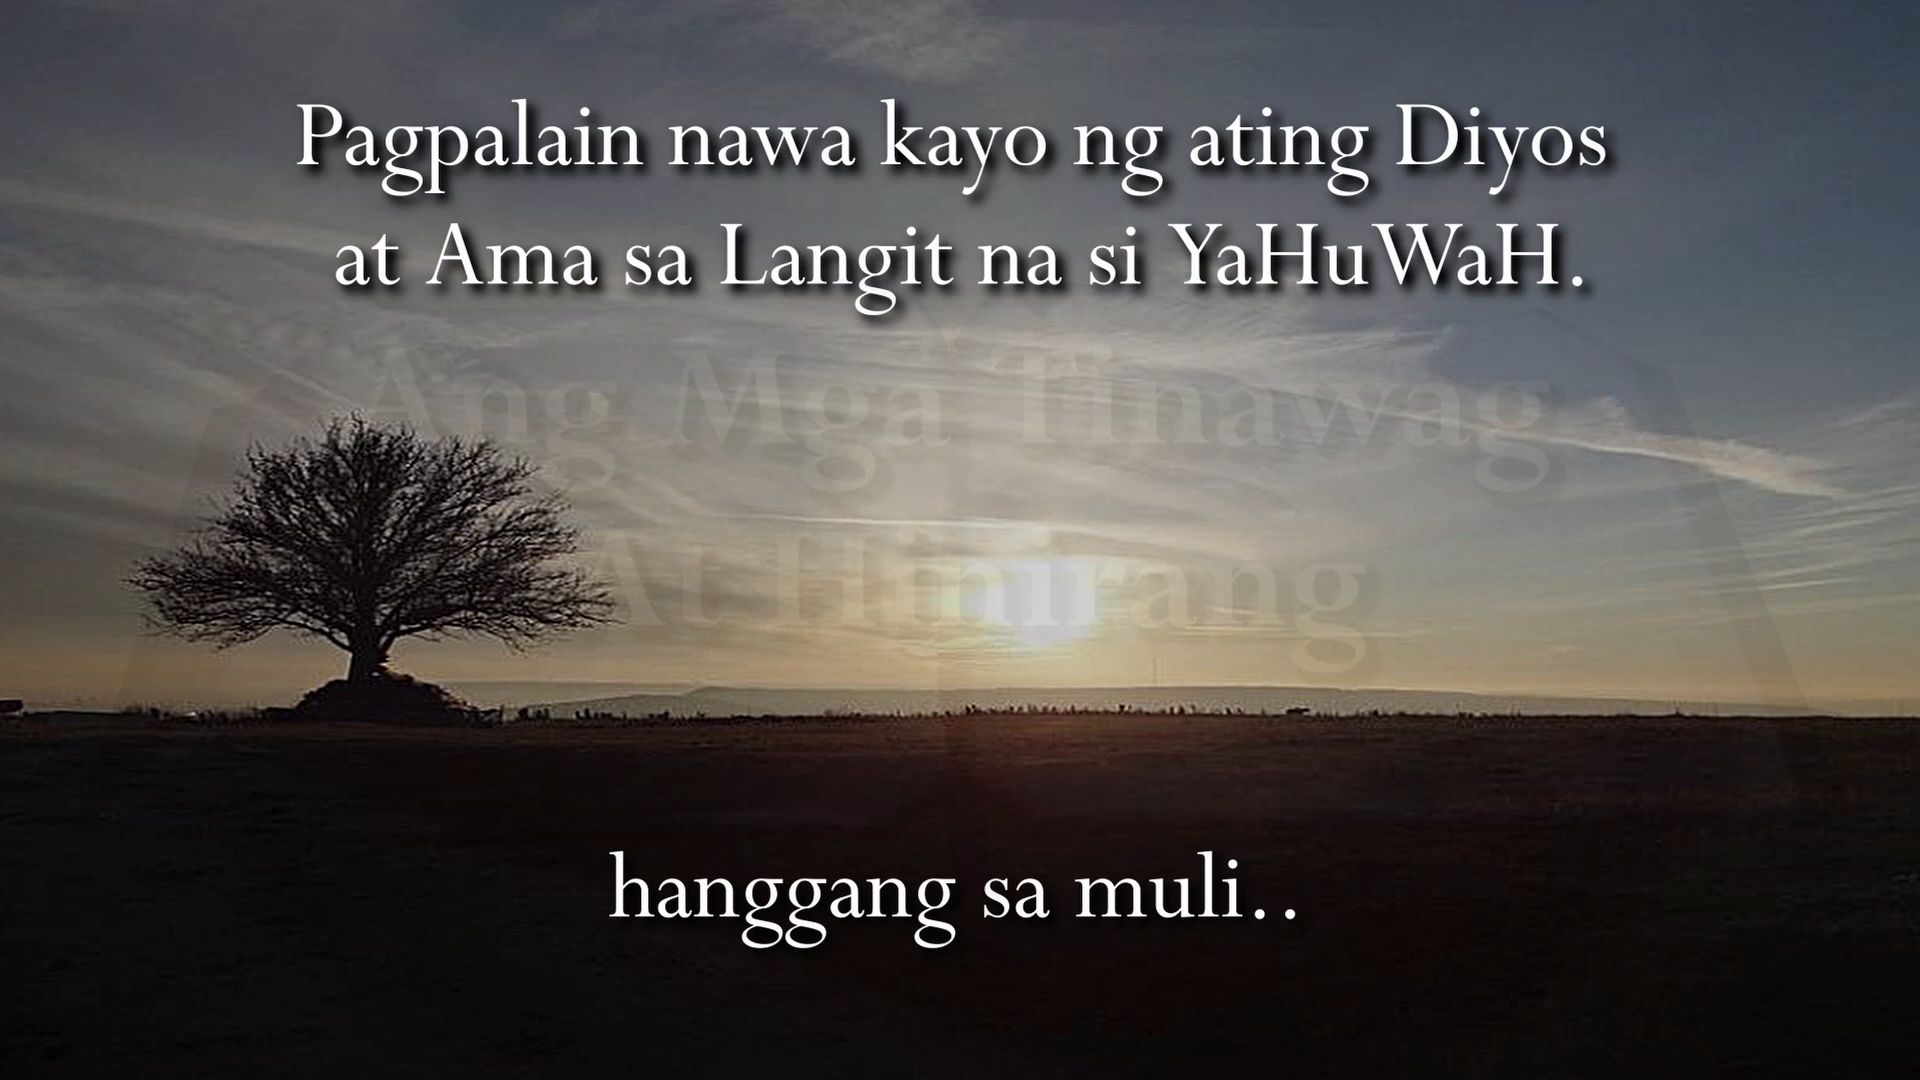 Pagpalain nawa kayo ng ating Diyos
at Ama sa Langit na si YaHuWaH.
Ang Mga Tinawag
At Hinirang
hanggang sa muli..